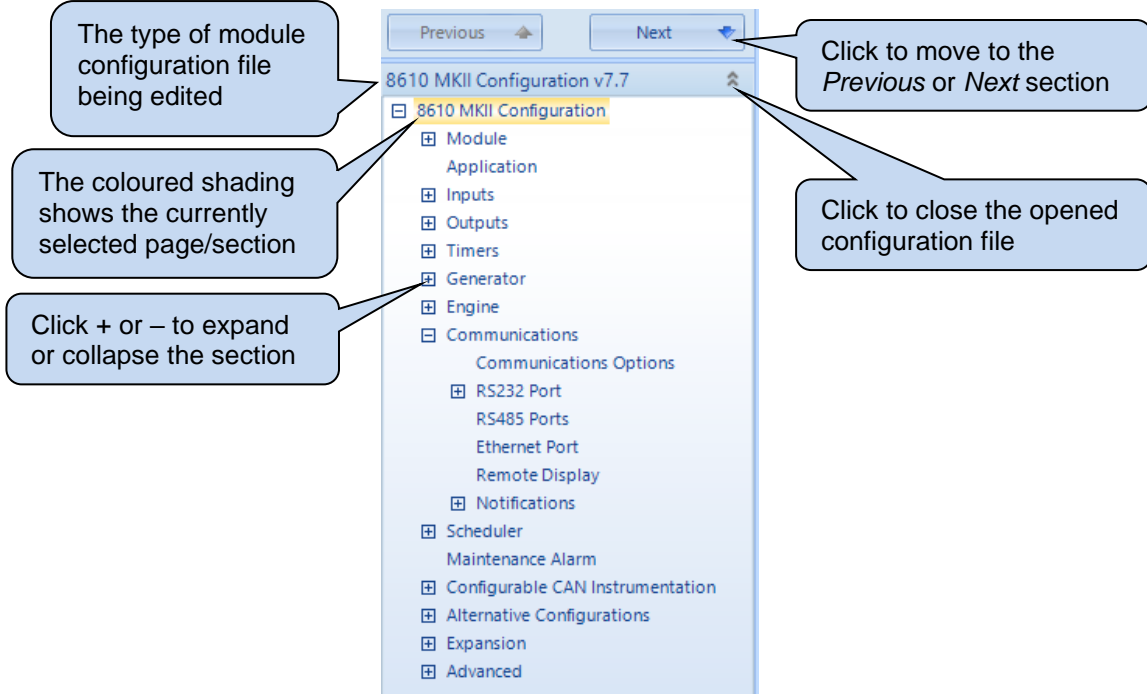 The type of module
configuration file
being edited
The coloured shading
shows the currently
selected page/section
Click + or – to expand
or collapse the section
Previous
Next
8610 MKII Configuration v7.7
8610 MKII Configuration
Module
Application
Inputs
Outputs
Timers
Generator
Engine
Communications
Communications Options
RS232 Port
RS485 Ports
Ethernet Port
Remote Display
Notifications
Scheduler
Maintenance Alarm
Configurable CAN Instrumentation
Alternative Configurations
Expansion
Advanced
Click to move to the
Previous or Next section
Click to close the opened
configuration file